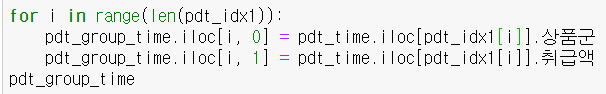 for i in range(len(pdt_idx1)):
    pdt_group_time.iloc[i, 0] = pdt_time.iloc[pdt_idx1[i]].상품군
    pdt_group_time.iloc[i, 1] = pdt_time.iloc[pdt_idx1[i]].취급액
pdt_group_time